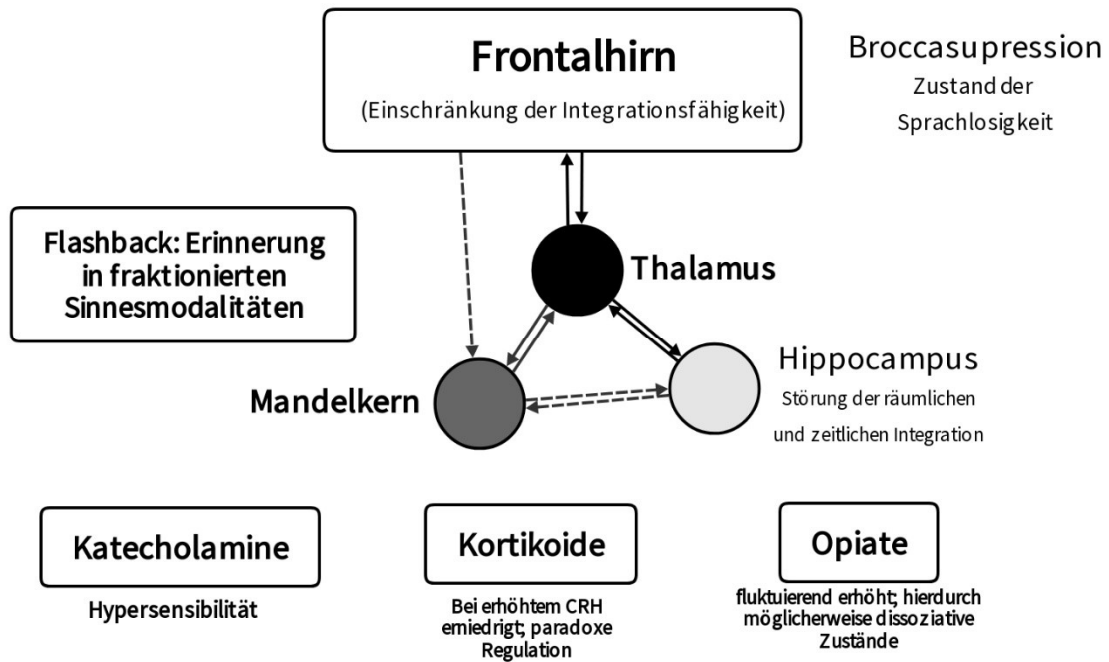 Frontalhirn
(Einschränkung der Integrationsfähigkeit)
Broccasupression
Zustand der
Sprachlosigkeit
Flashback: Erinnerung
in fraktionierten
Sinnesmodalitäten
Thalamus
Mandelkern
Hippocampus
Störung der räumlichen
und zeitlichen Integration
Katecholamine
Hypersensibilität
Kortikoide
Bei erhöhtem CRH
erniedrigt; paradoxe
Regulation
Opiate
fluktuierend erhöht; hierdurch
möglicherweise dissoziative
Zustände